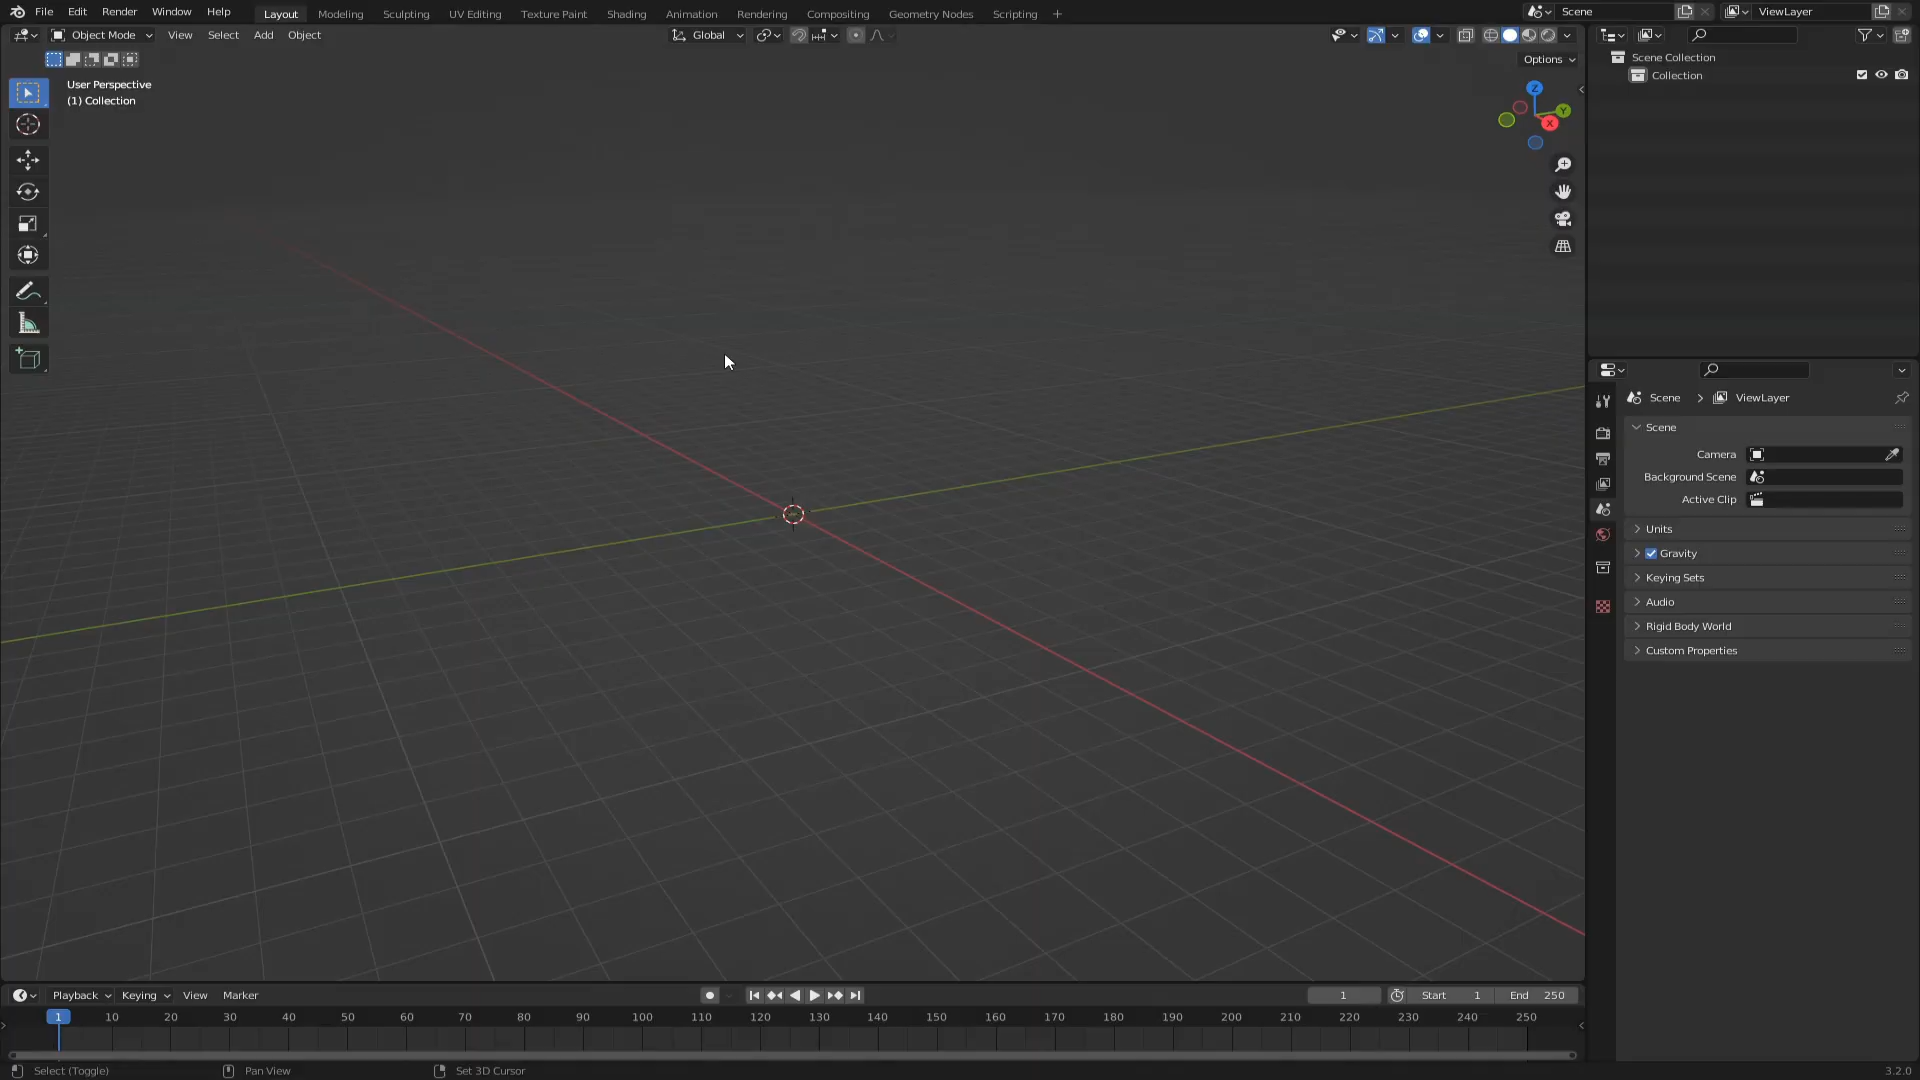 File Edit Render Window Help Layout Modeling Sculpting UV Editing Texture Paint Shading Animation Rendering Compositing Geometry Nodes Scripting + Scene ViewLayer
Object Mode View Select Add Object Global
Options
User Perspective
(1) Collection
Z
Y
X
Scene Collection
Collection
Scene > ViewLayer
Scene
Camera
Background Scene
Active Clip
Units
Gravity
Keying Sets
Audio
Rigid Body World
Custom Properties
Playback Keying View Marker 1 Start 1 End 250
1 10 20 30 40 50 60 70 80 90 100 110 120 130 140 150 160 170 180 190 200 210 220 230 240 250
Select (Toggle) Pan View Set 3D Cursor 3.2.0